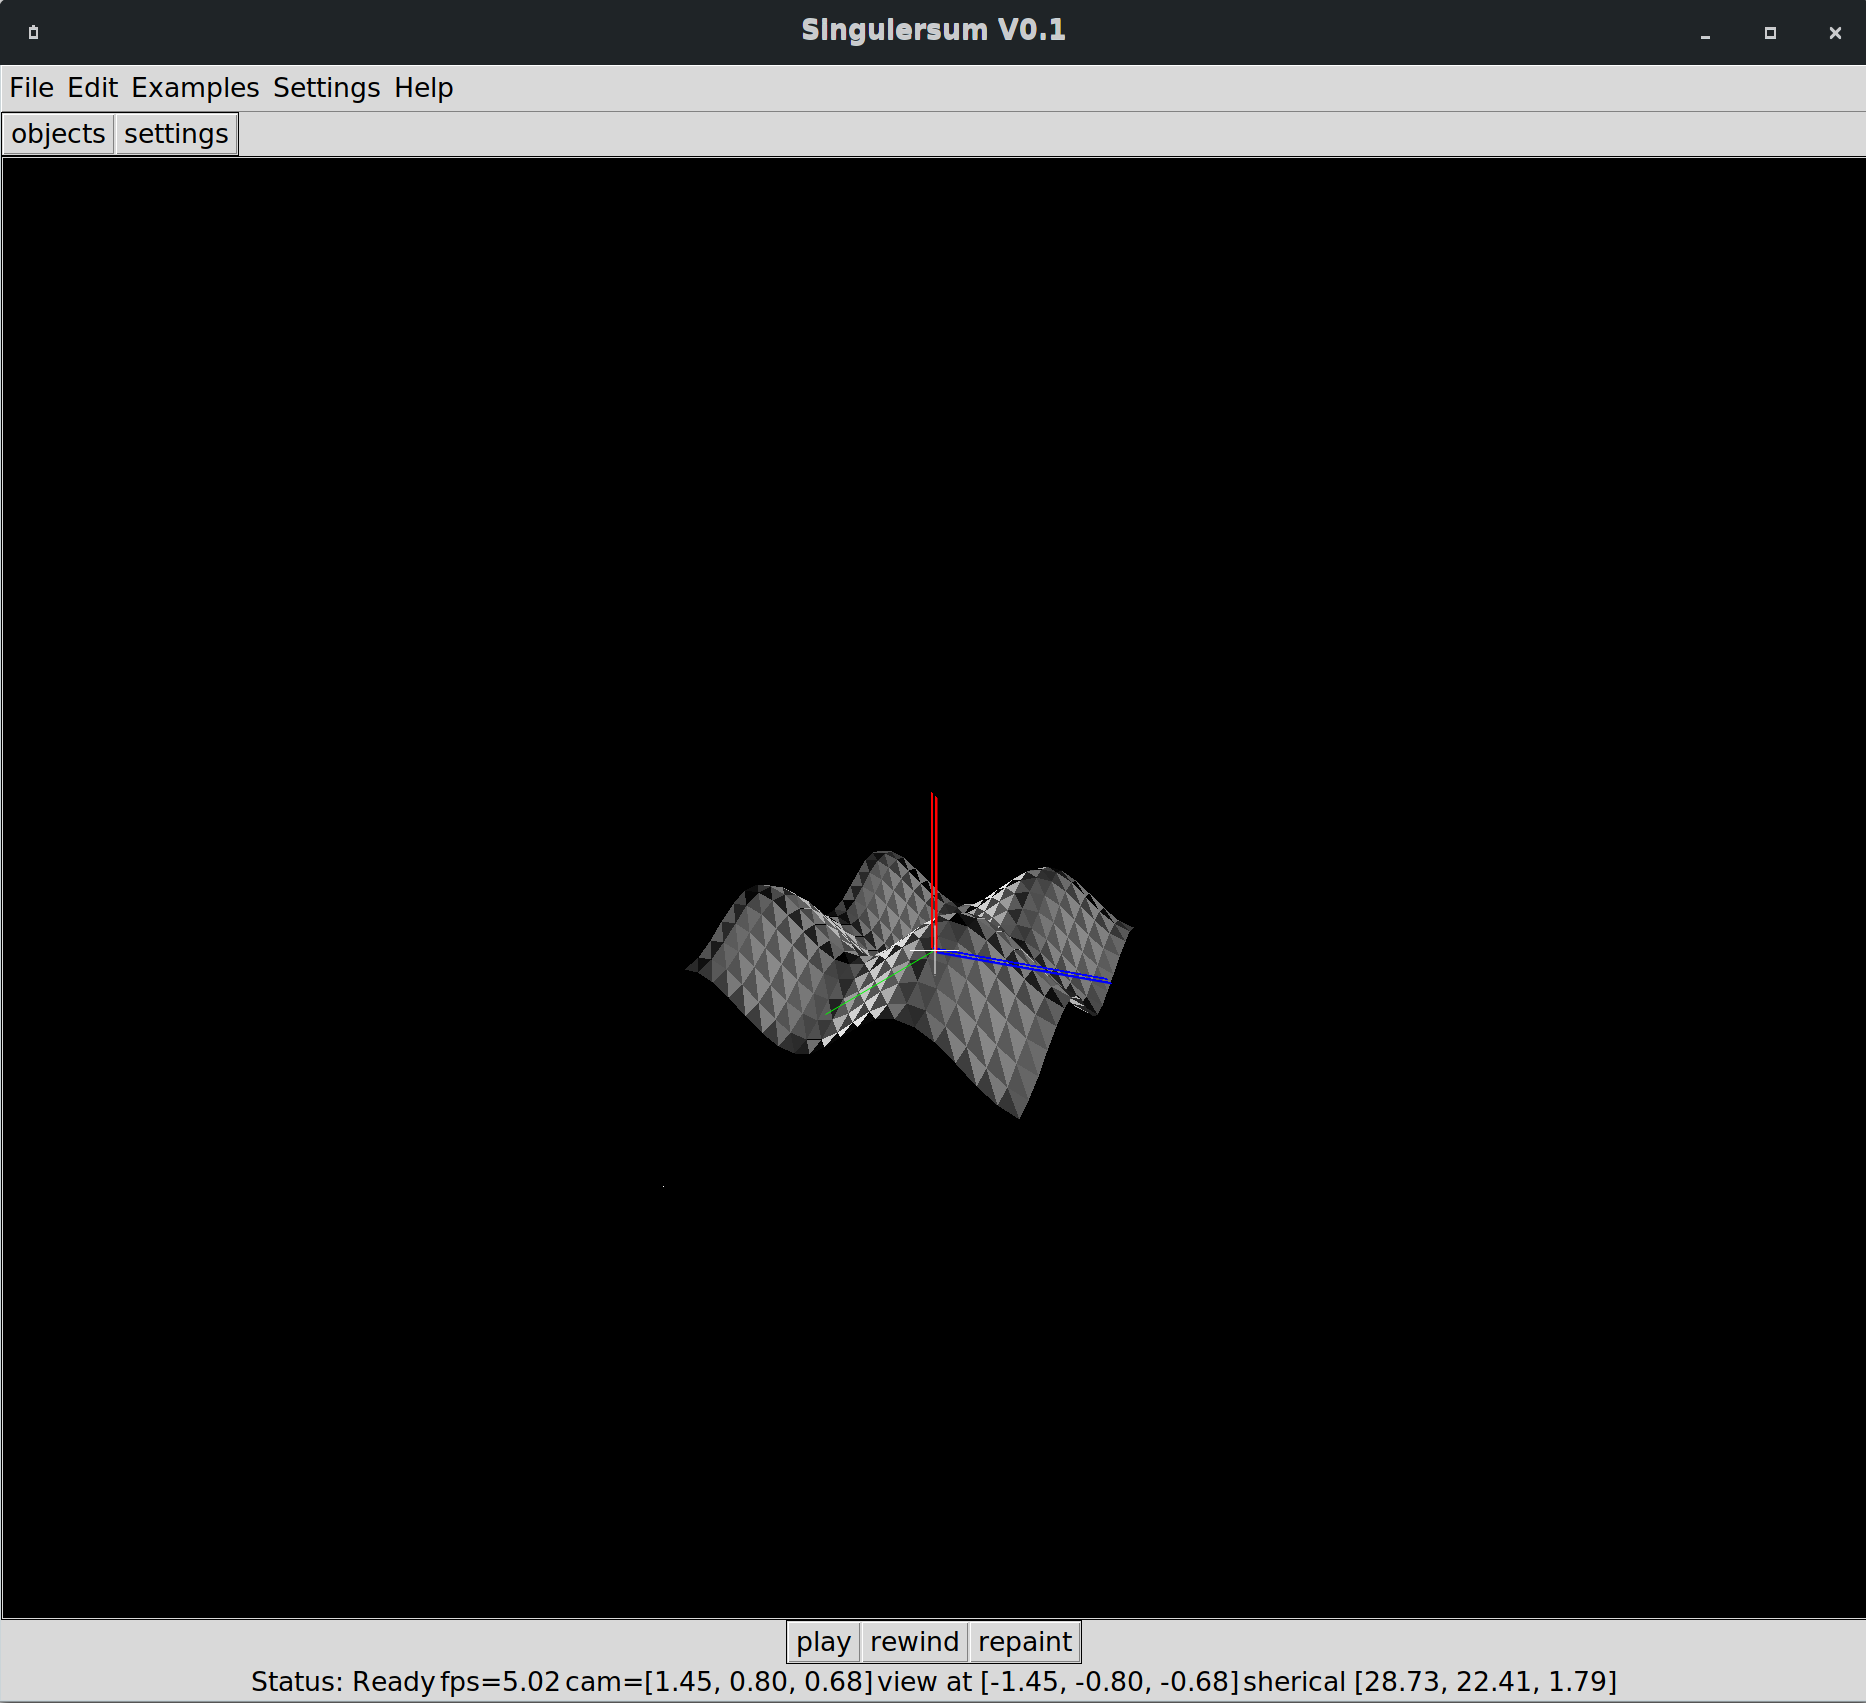 Singulersum V0.1
File Edit Examples Settings Help
objects settings
play rewind repaint
Status: Ready fps=5.02 cam=[1.45, 0.80, 0.68] view at [-1.45, -0.80, -0.68] sherical [28.73, 22.41, 1.79]